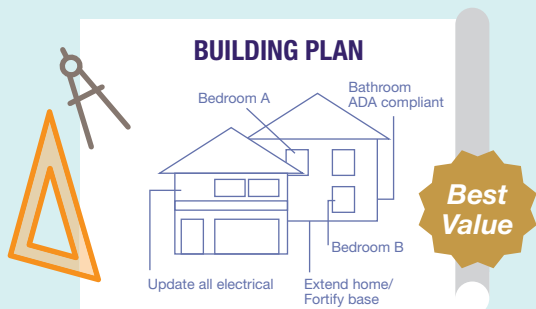 BUILDING PLAN
Bedroom A
Bathroom
ADA compliant
Best
Value
Bedroom B
Update all electrical
Extend home/
Fortify base